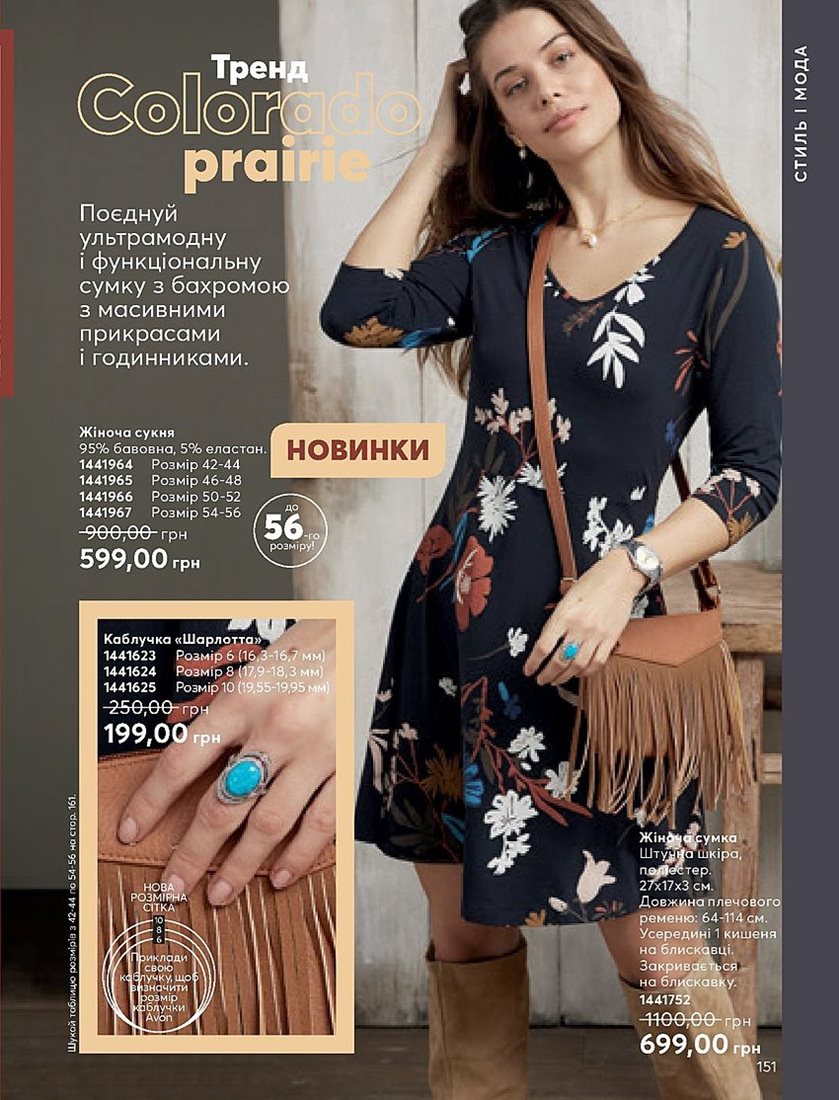 Тренд
Colorado
prairie
Поєднуй
ультрамодну
і функціональну
сумку з бахромою
з масивними
прикрасами
і годинниками.
СТИЛЬ | МОДА
Жіноча сукня
95% бавовна, 5% еластан.
1441964 Розмір 42-44
1441965 Розмір 46-48
1441966 Розмір 50-52
1441967 Розмір 54-56
900,00 грн
599,00 грн
НОВИНКИ
до
56-го
розміру!
Каблучка «Шарлотта»
1441623 Розмір 6 (16,3-16,7 мм)
1441624 Розмір 8 (17,9-18,3 мм)
1441625 Розмір 10 (19,55-19,95 мм)
250,00 грн
199,00 грн
НОВА
РОЗМІРНА
СІТКА
10
8
6
Приклади
свою
каблучку, щоб
визначити
розмір
каблучки
Avon
Шукай таблицю розмірів з 42-44 по 54-56 на стор. 161.
Жіноча сумка
Штучна шкіра,
поліестер.
27х17х3 см.
Довжина плечового
ременю: 64-114 см.
Усередині 1 кишеня
на блискавці.
Закривається
на блискавку.
1441752
1100,00 грн
699,00 грн
151